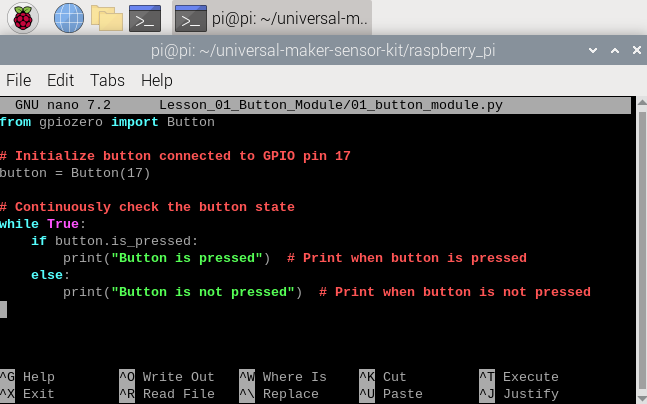 pi@pi: ~/universal-m..
pi@pi: ~/universal-maker-sensor-kit/raspberry_pi
File Edit Tabs Help
GNU nano 7.2 Lesson_01_Button_Module/01_button_module.py
from gpiozero import Button
# Initialize button connected to GPIO pin 17
button = Button(17)
# Continuously check the button state
while True:
    if button.is_pressed:
        print("Button is pressed")  # Print when button is pressed
    else:
        print("Button is not pressed")  # Print when button is not pressed
^G Help ^O Write Out ^W Where Is ^K Cut ^T Execute
^X Exit ^R Read File ^\ Replace ^U Paste ^J Justify